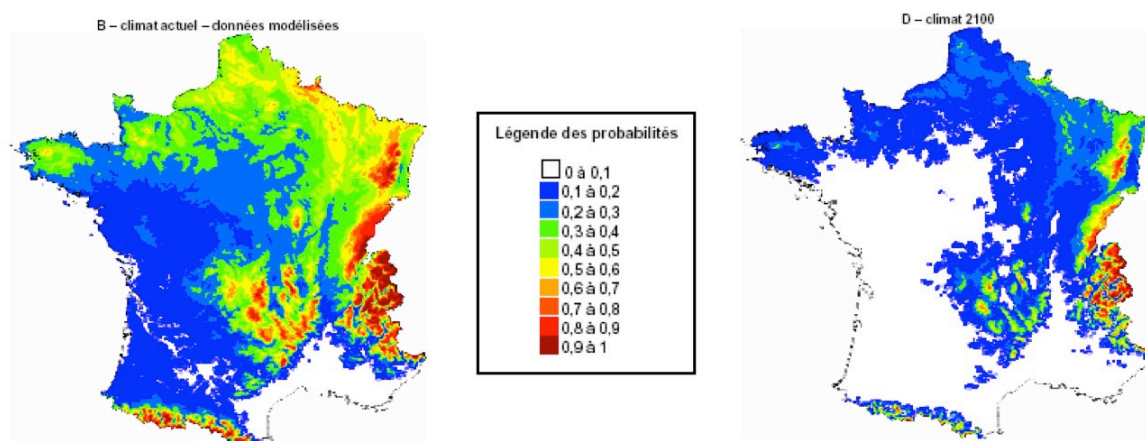 B – climat actuel – données modélisées
D – climat 2100
Légende des probabilités
0 à 0,1
0,1 à 0,2
0,2 à 0,3
0,3 à 0,4
0,4 à 0,5
0,5 à 0,6
0,6 à 0,7
0,7 à 0,8
0,8 à 0,9
0,9 à 1